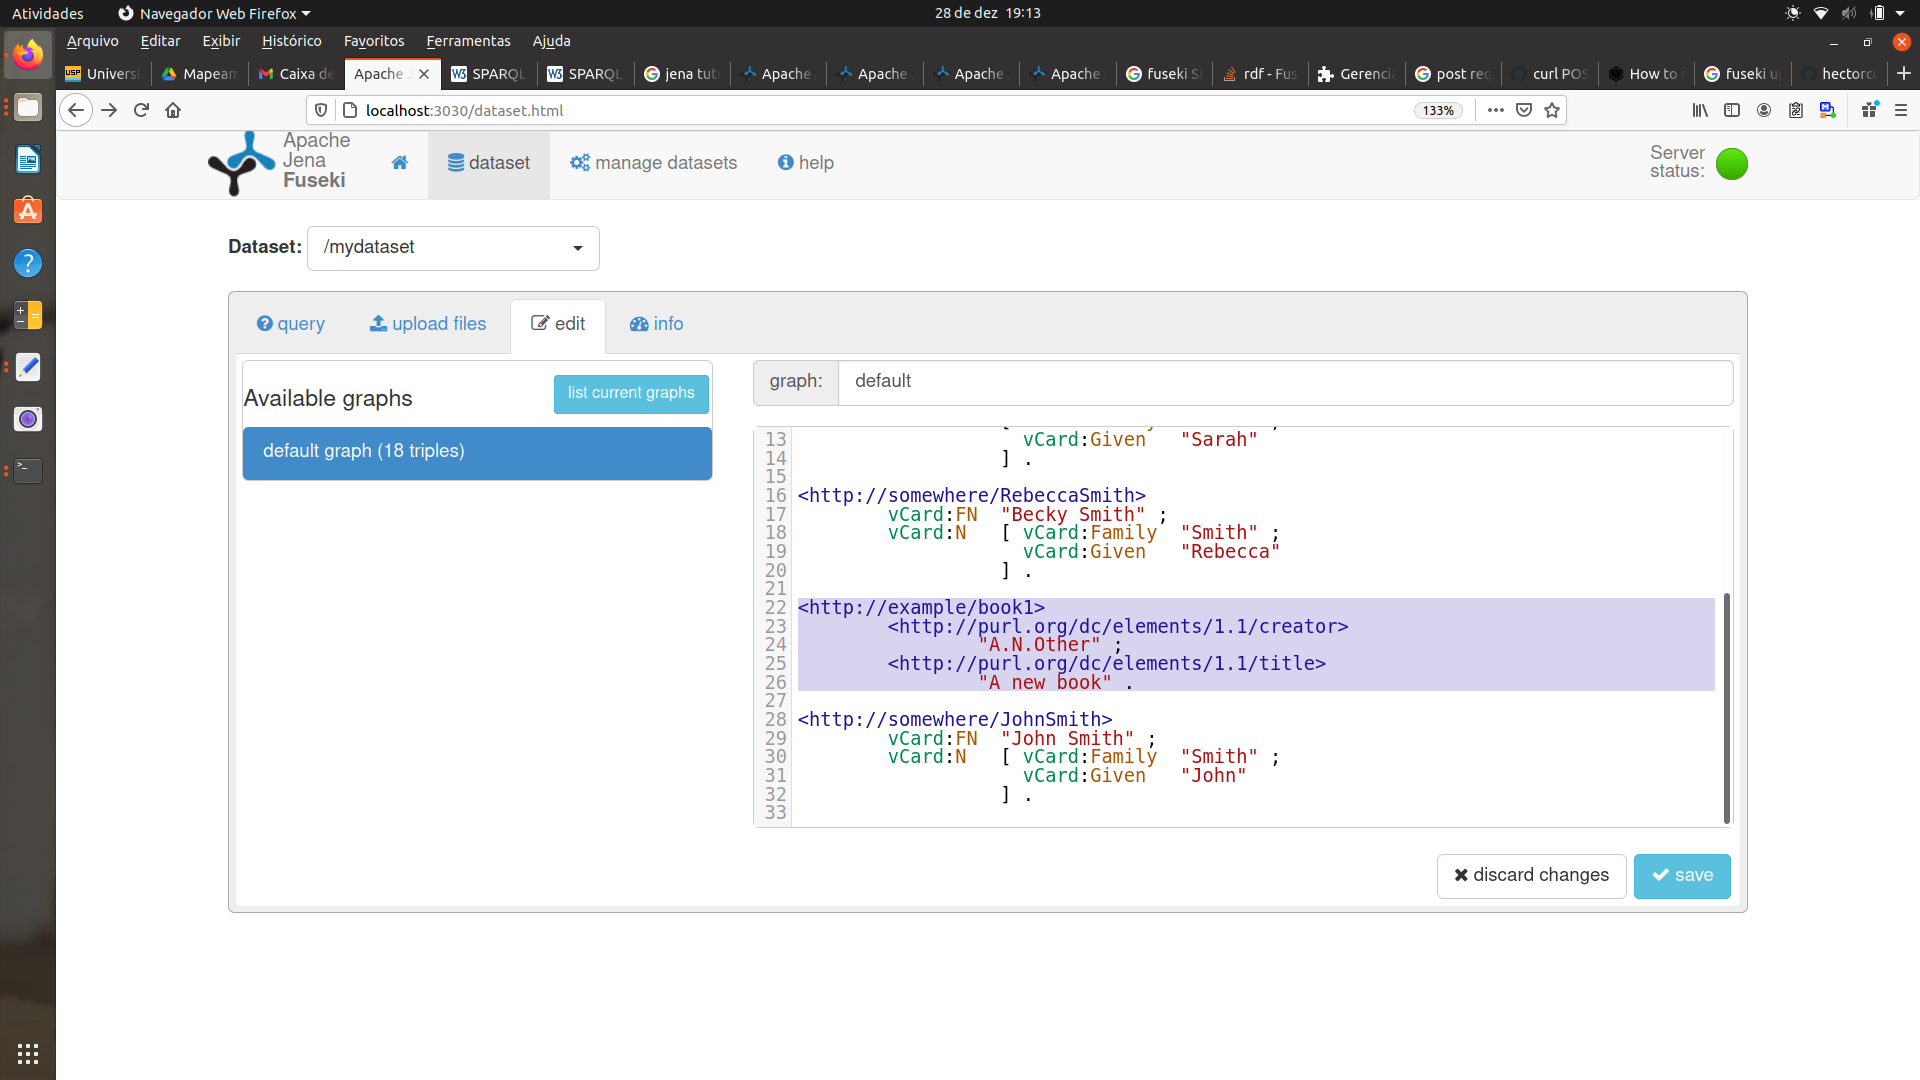 Atividades
Navegador Web Firefox
28 de dez 19:13
Arquivo Editar Exibir Histórico Favoritos Ferramentas Ajuda
Universi Mapeam Caixa de Apache J SPARQL SPARQL jena tut Apache Apache Apache Apache fuseki S rdf - Fus Gerenci post req curl POS How to fuseki u hectorc
localhost:3030/dataset.html
133%
Apache
Jena
Fuseki
dataset manage datasets help
Server
status:
Dataset: /mydataset
query upload files edit info
Available graphs
list current graphs
default graph (18 triples)
graph: default
13 vCard:Given "Sarah"
14 ] .
15
16 <http://somewhere/RebeccaSmith>
17 vCard:FN "Becky Smith" ;
18 vCard:N [ vCard:Family "Smith" ;
19 vCard:Given "Rebecca"
20 ] .
21
22 <http://example/book1>
23 <http://purl.org/dc/elements/1.1/creator>
24 "A.N.Other" ;
25 <http://purl.org/dc/elements/1.1/title>
26 "A new book" .
27
28 <http://somewhere/JohnSmith>
29 vCard:FN "John Smith" ;
30 vCard:N [ vCard:Family "Smith" ;
31 vCard:Given "John"
32 ] .
33
discard changes
save